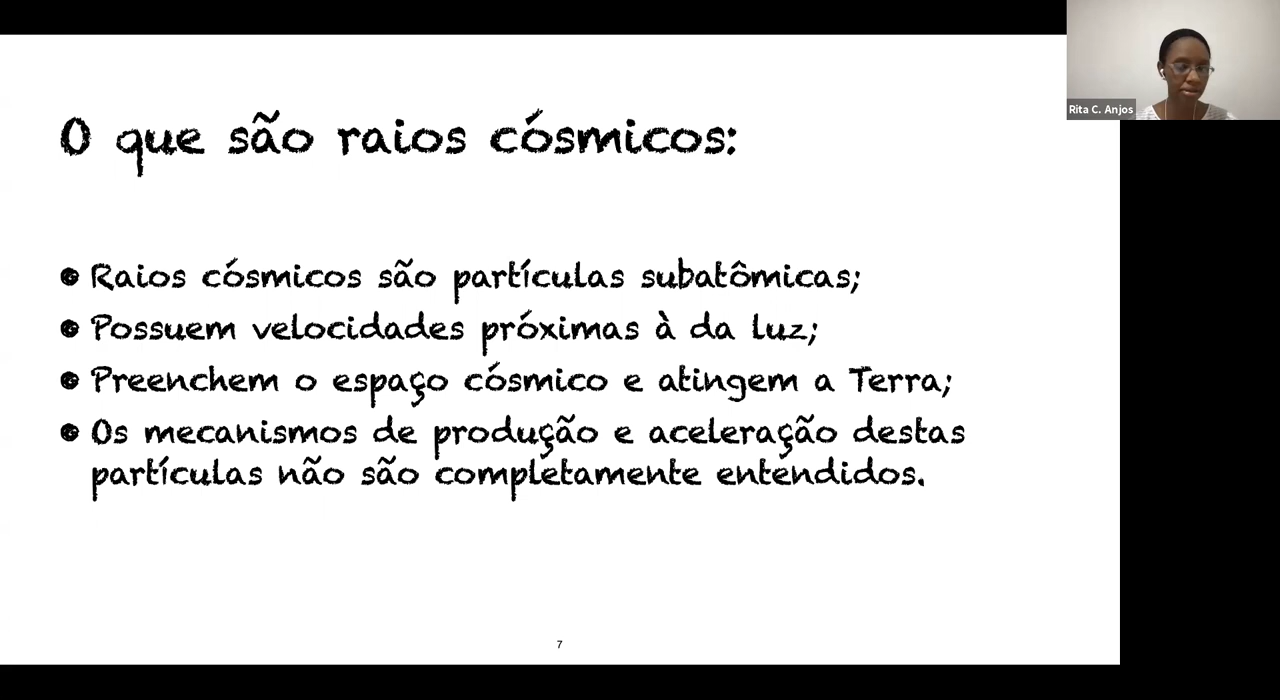 O que são raios cósmicos:
Rita C. Anjos
• Raios cósmicos são partículas subatômicas;
• Possuem velocidades próximas à da luz;
• Preenchem o espaço cósmico e atingem a Terra;
• Os mecanismos de produção e aceleração destas
partículas não são completamente entendidos.
7